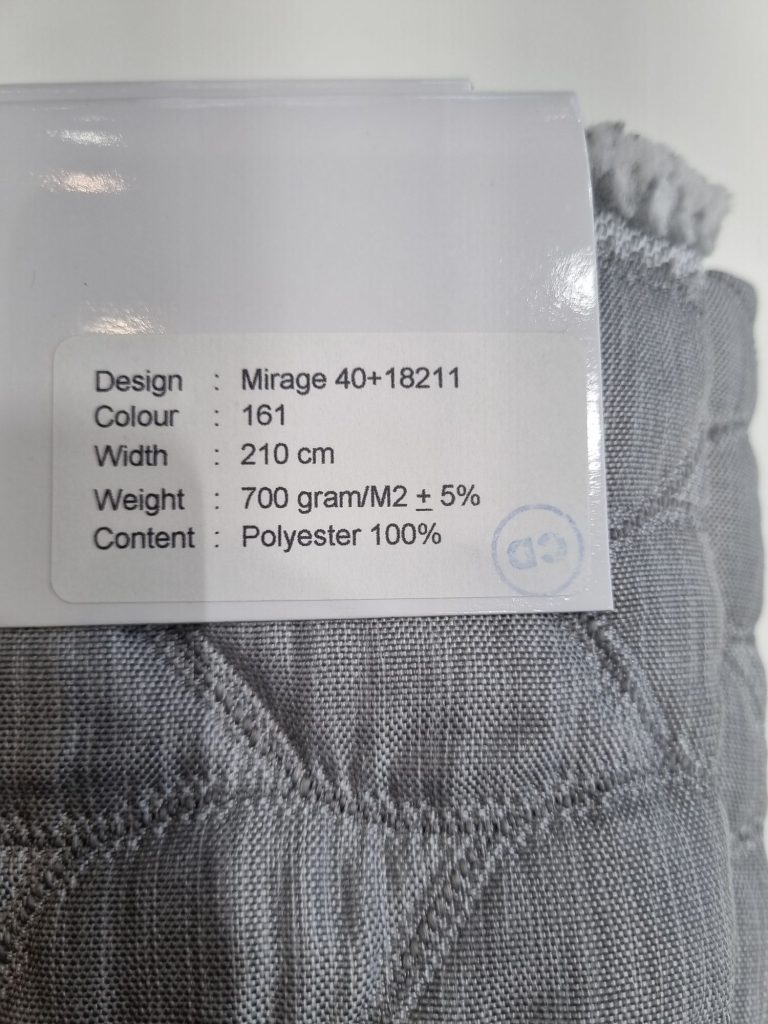 Design : Mirage 40+18211
Colour : 161
Width : 210 cm
Weight : 700 gram/M2 ± 5%
Content : Polyester 100%
CD